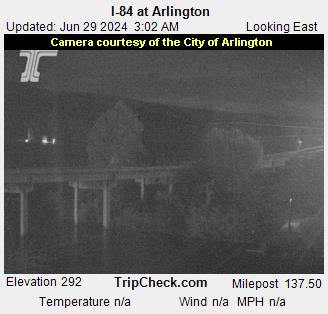 I-84 at Arlington
Updated: Jun 29 2024 3:02 AM Looking East
Camera courtesy of the City of Arlington
Elevation 292 TripCheck.com Milepost 137.50
Temperature n/a Wind n/a MPH n/a